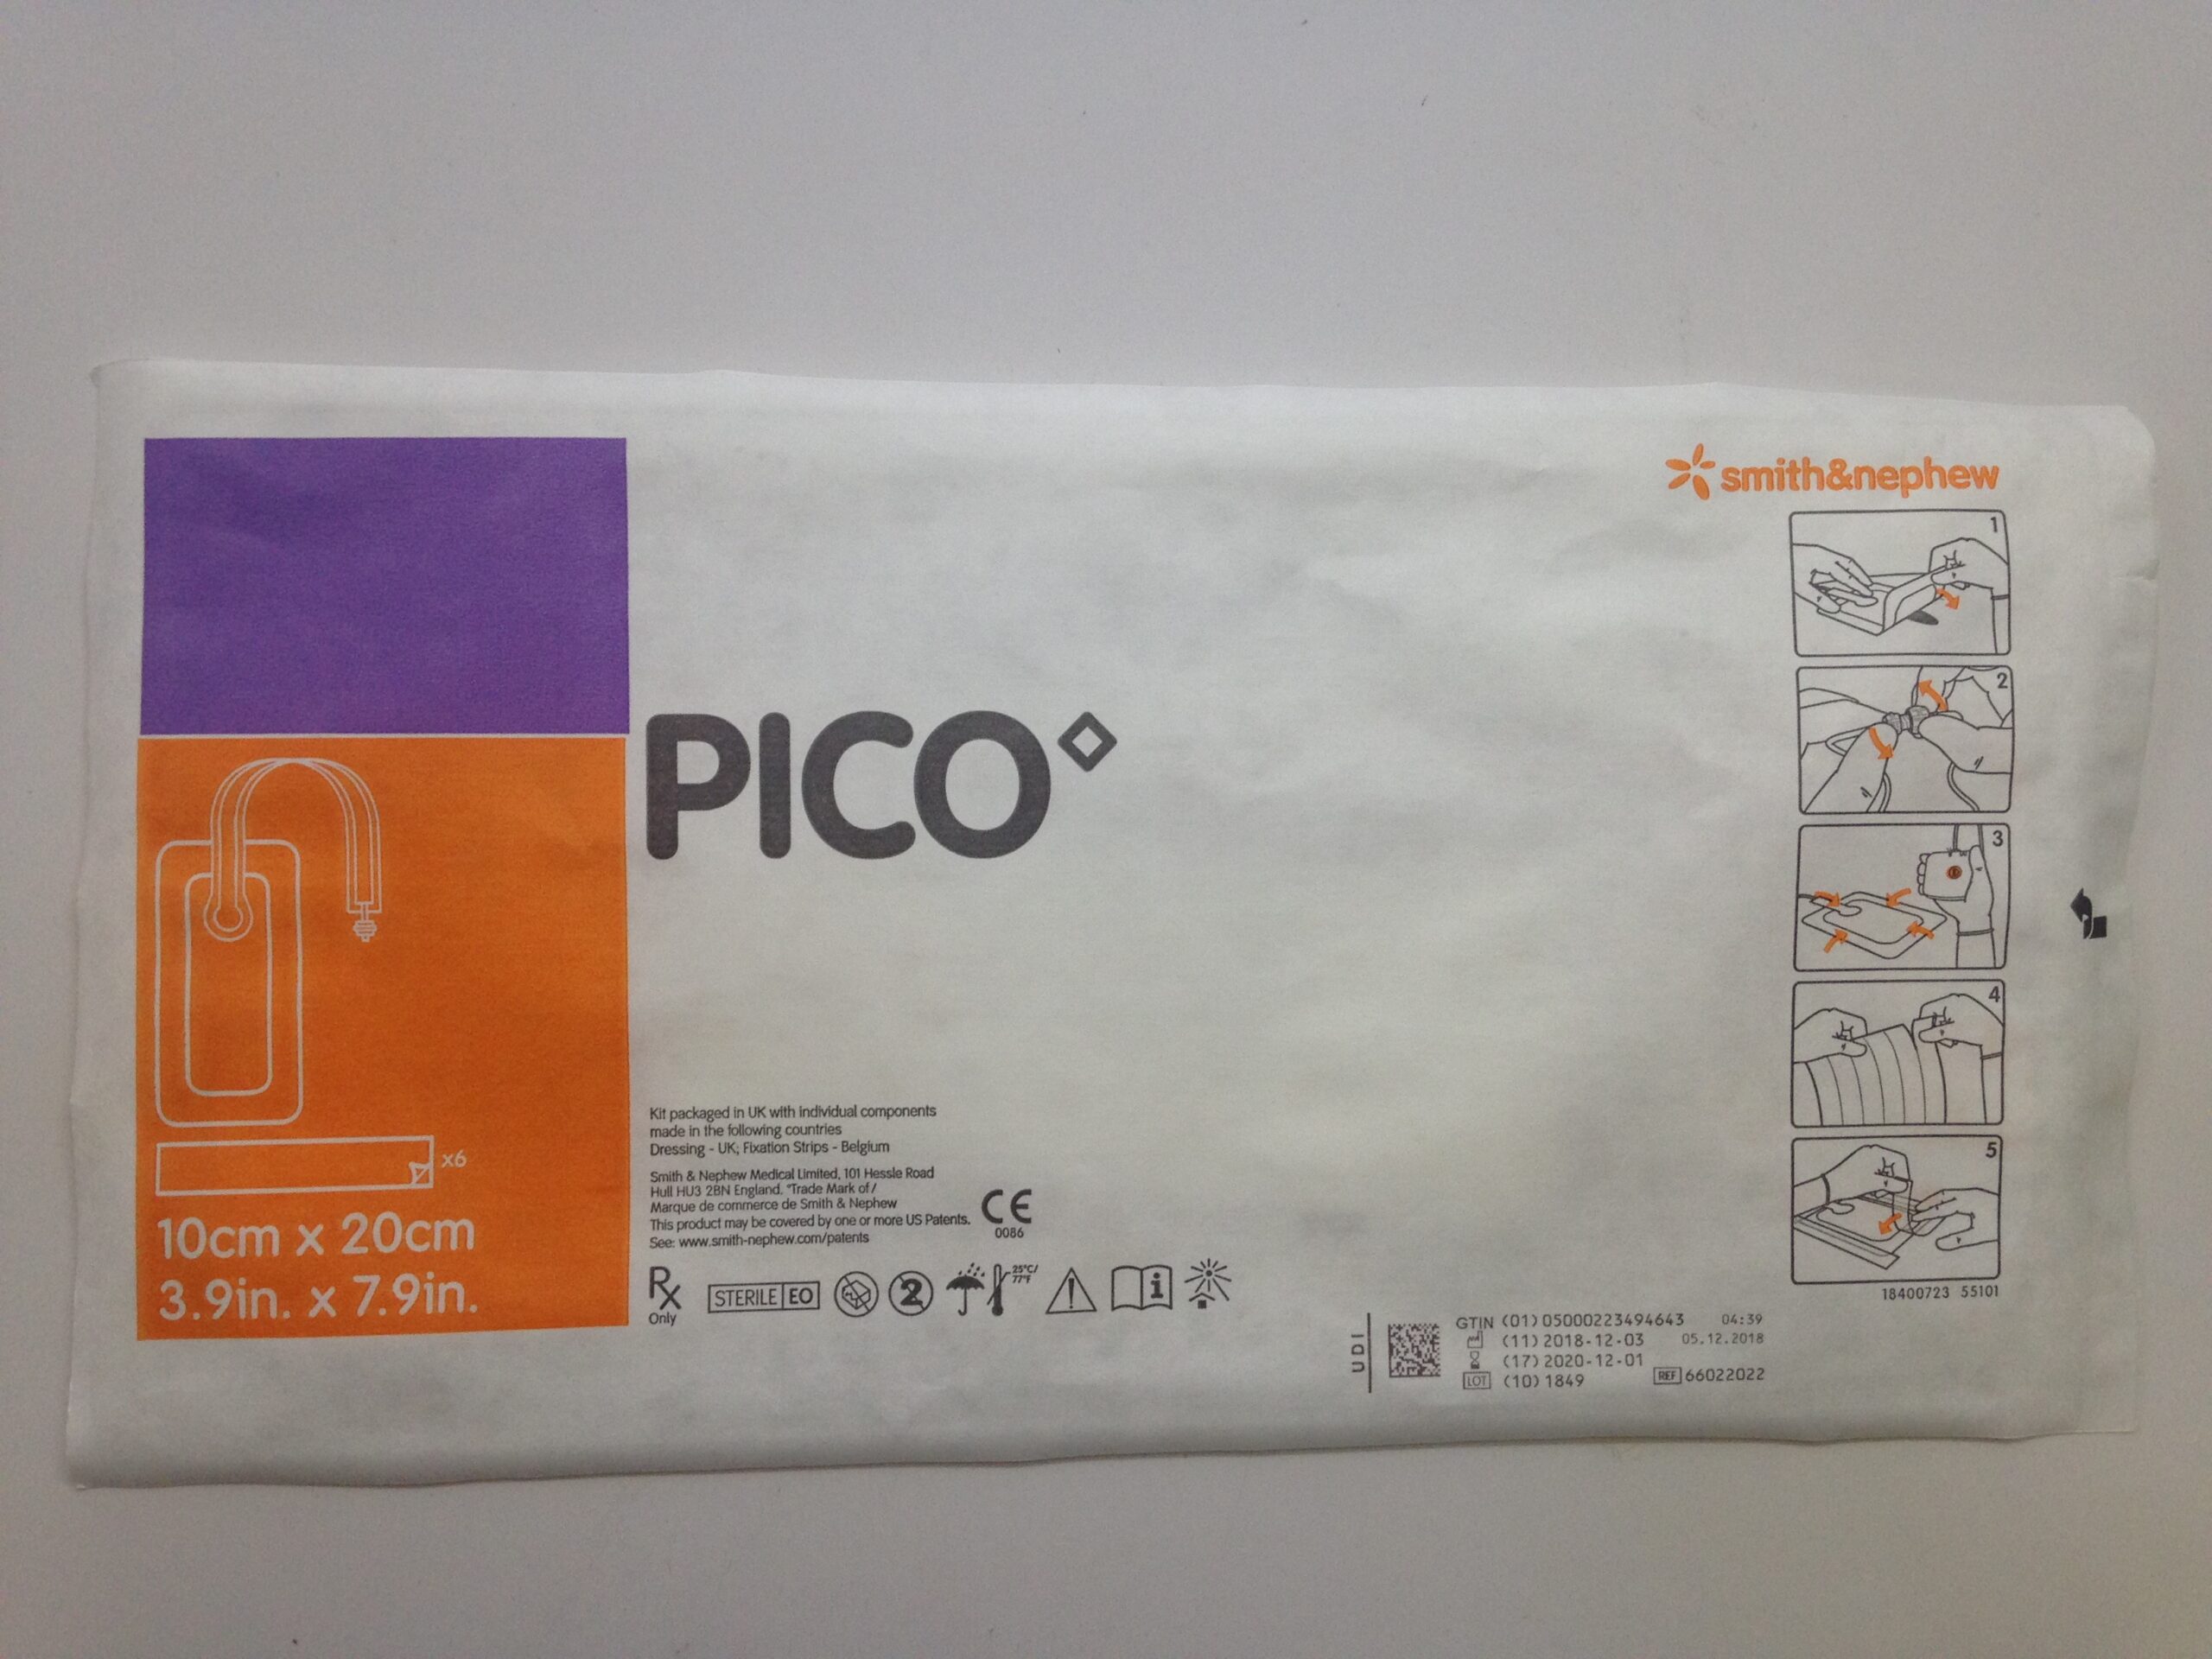 smith&nephew
PICO
1
2
3
4
5
x6
10cm x 20cm
3.9in. x 7.9in.
Kit packaged in UK with individual components
made in the following countries
Dressing - UK; Fixation Strips - Belgium
Smith & Nephew Medical Limited, 101 Hessle Road
Hull HU3 2BN England. *Trade Mark of /
Marque de commerce de Smith & Nephew
This product may be covered by one or more US Patents.
See: www.smith-nephew.com/patents
CE
0086
Rx
Only
STERILE EO
2
25°C/
77°F
i
18400723 55101
UDI
GTIN (01) 05000223494643 04:39
(11) 2018-12-03 05.12.2018
(17) 2020-12-01
LOT (10) 1849 REF 66022022